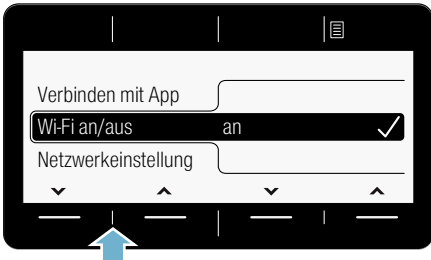 Verbinden mit App
Wi-Fi an/aus an
Netzwerkeinstellung